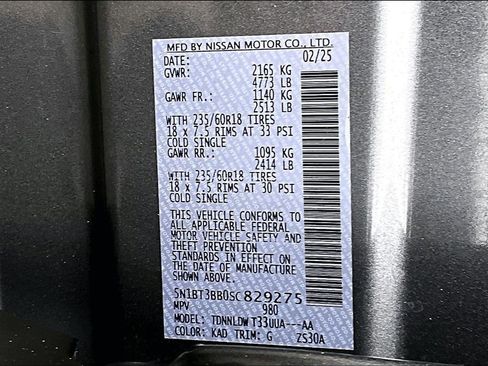 MFD BY NISSAN MOTOR CO., LTD.
DATE: 02/25
GVWR: 2165 KG
4773 LB
GAWR FR.: 1140 KG
2513 LB
WITH 235/60R18 TIRES
18 x 7.5 RIMS AT 33 PSI
COLD SINGLE
GAWR RR.: 1095 KG
2414 LB
WITH 235/60R18 TIRES
18 x 7.5 RIMS AT 30 PSI
COLD SINGLE
THIS VEHICLE CONFORMS TO
ALL APPLICABLE FEDERAL
MOTOR VEHICLE SAFETY AND
THEFT PREVENTION
STANDARDS IN EFFECT ON
THE DATE OF MANUFACTURE
SHOWN ABOVE.
5N1BT3BB0SC829275
MPV 980
MODEL: TDNNLDWT33UUA---AA
COLOR: KAD TRIM: G ZS30A